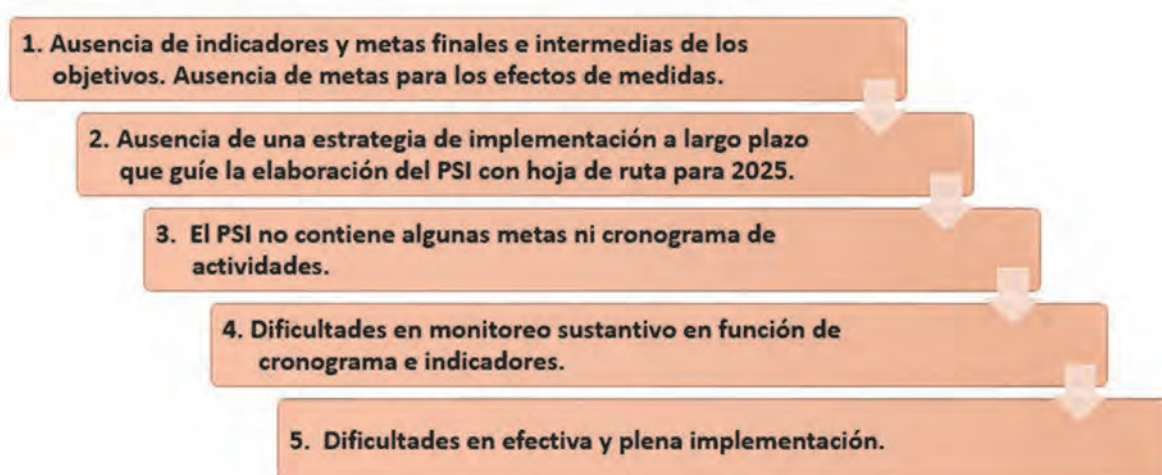 1. Ausencia de indicadores y metas finales e intermedias de los
objetivos. Ausencia de metas para los efectos de medidas.
2. Ausencia de una estrategia de implementación a largo plazo
que guíe la elaboración del PSI con hoja de ruta para 2025.
3. El PSI no contiene algunas metas ni cronograma de
actividades.
4. Dificultades en monitoreo sustantivo en función de
cronograma e indicadores.
5. Dificultades en efectiva y plena implementación.